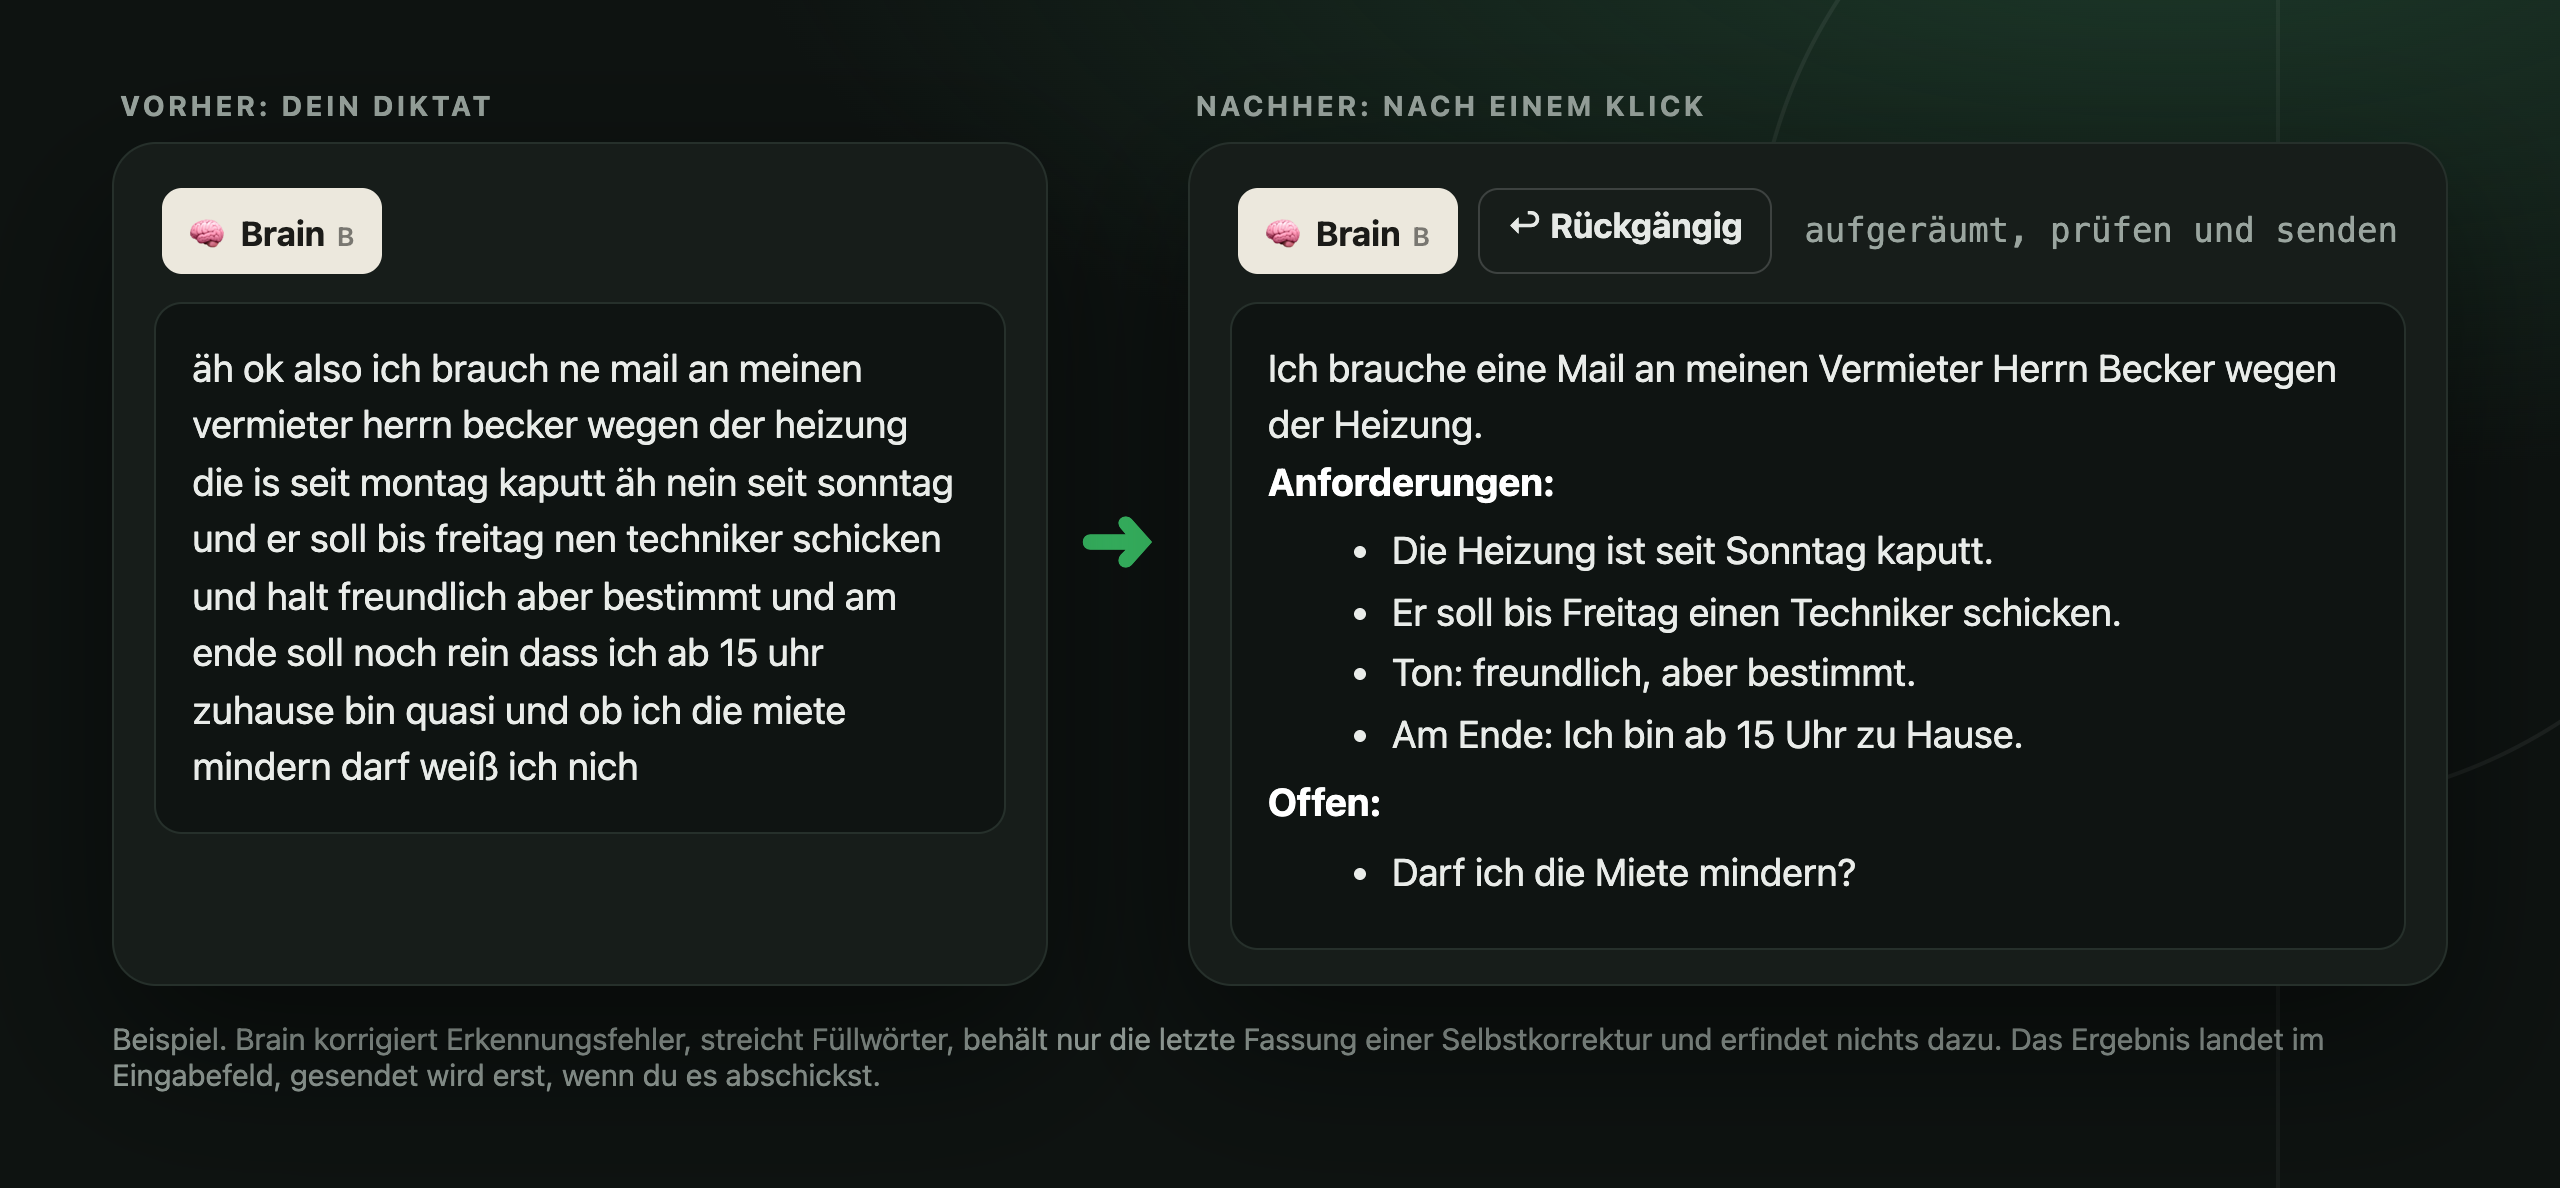 VORHER: DEIN DIKTAT
🧠 Brain B
äh ok also ich brauch ne mail an meinen
vermieter herrn becker wegen der heizung
die is seit montag kaputt äh nein seit sonntag
und er soll bis freitag nen techniker schicken
und halt freundlich aber bestimmt und am
ende soll noch rein dass ich ab 15 uhr
zuhause bin quasi und ob ich die miete
mindern darf weiß ich nich
NACHHER: NACH EINEM KLICK
🧠 Brain B
↩ Rückgängig
aufgeräumt, prüfen und senden
Ich brauche eine Mail an meinen Vermieter Herrn Becker wegen
der Heizung.
Anforderungen:
• Die Heizung ist seit Sonntag kaputt.
• Er soll bis Freitag einen Techniker schicken.
• Ton: freundlich, aber bestimmt.
• Am Ende: Ich bin ab 15 Uhr zu Hause.
Offen:
• Darf ich die Miete mindern?
Beispiel. Brain korrigiert Erkennungsfehler, streicht Füllwörter, behält nur die letzte Fassung einer Selbstkorrektur und erfindet nichts dazu. Das Ergebnis landet im
Eingabefeld, gesendet wird erst, wenn du es abschickst.